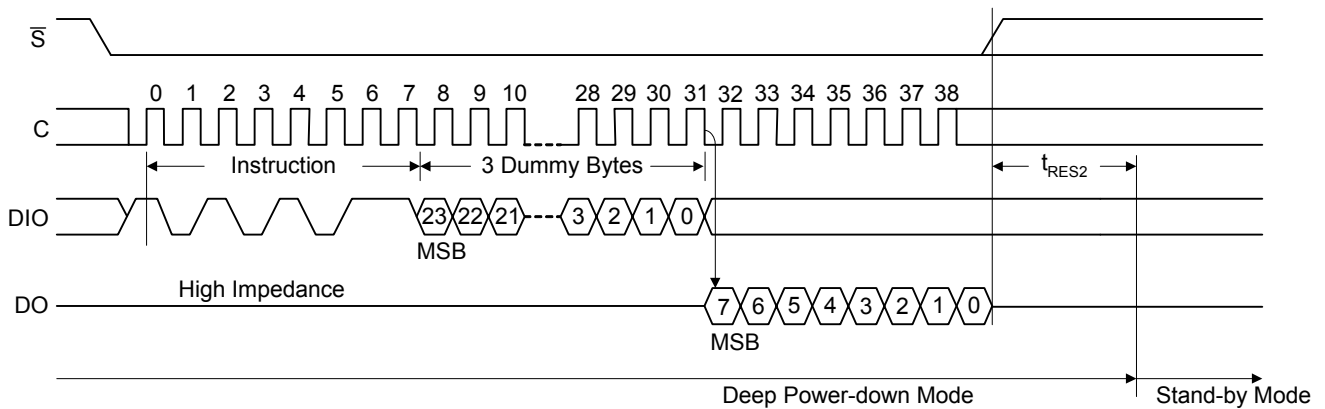 S
0 1 2 3 4 5 6 7 8 9 10 28 29 30 31 32 33 34 35 36 37 38
C
Instruction 3 Dummy Bytes tRES2
DIO 23 22 21 3 2 1 0
MSB
High Impedance
DO 7 6 5 4 3 2 1 0
MSB
Deep Power-down Mode Stand-by Mode